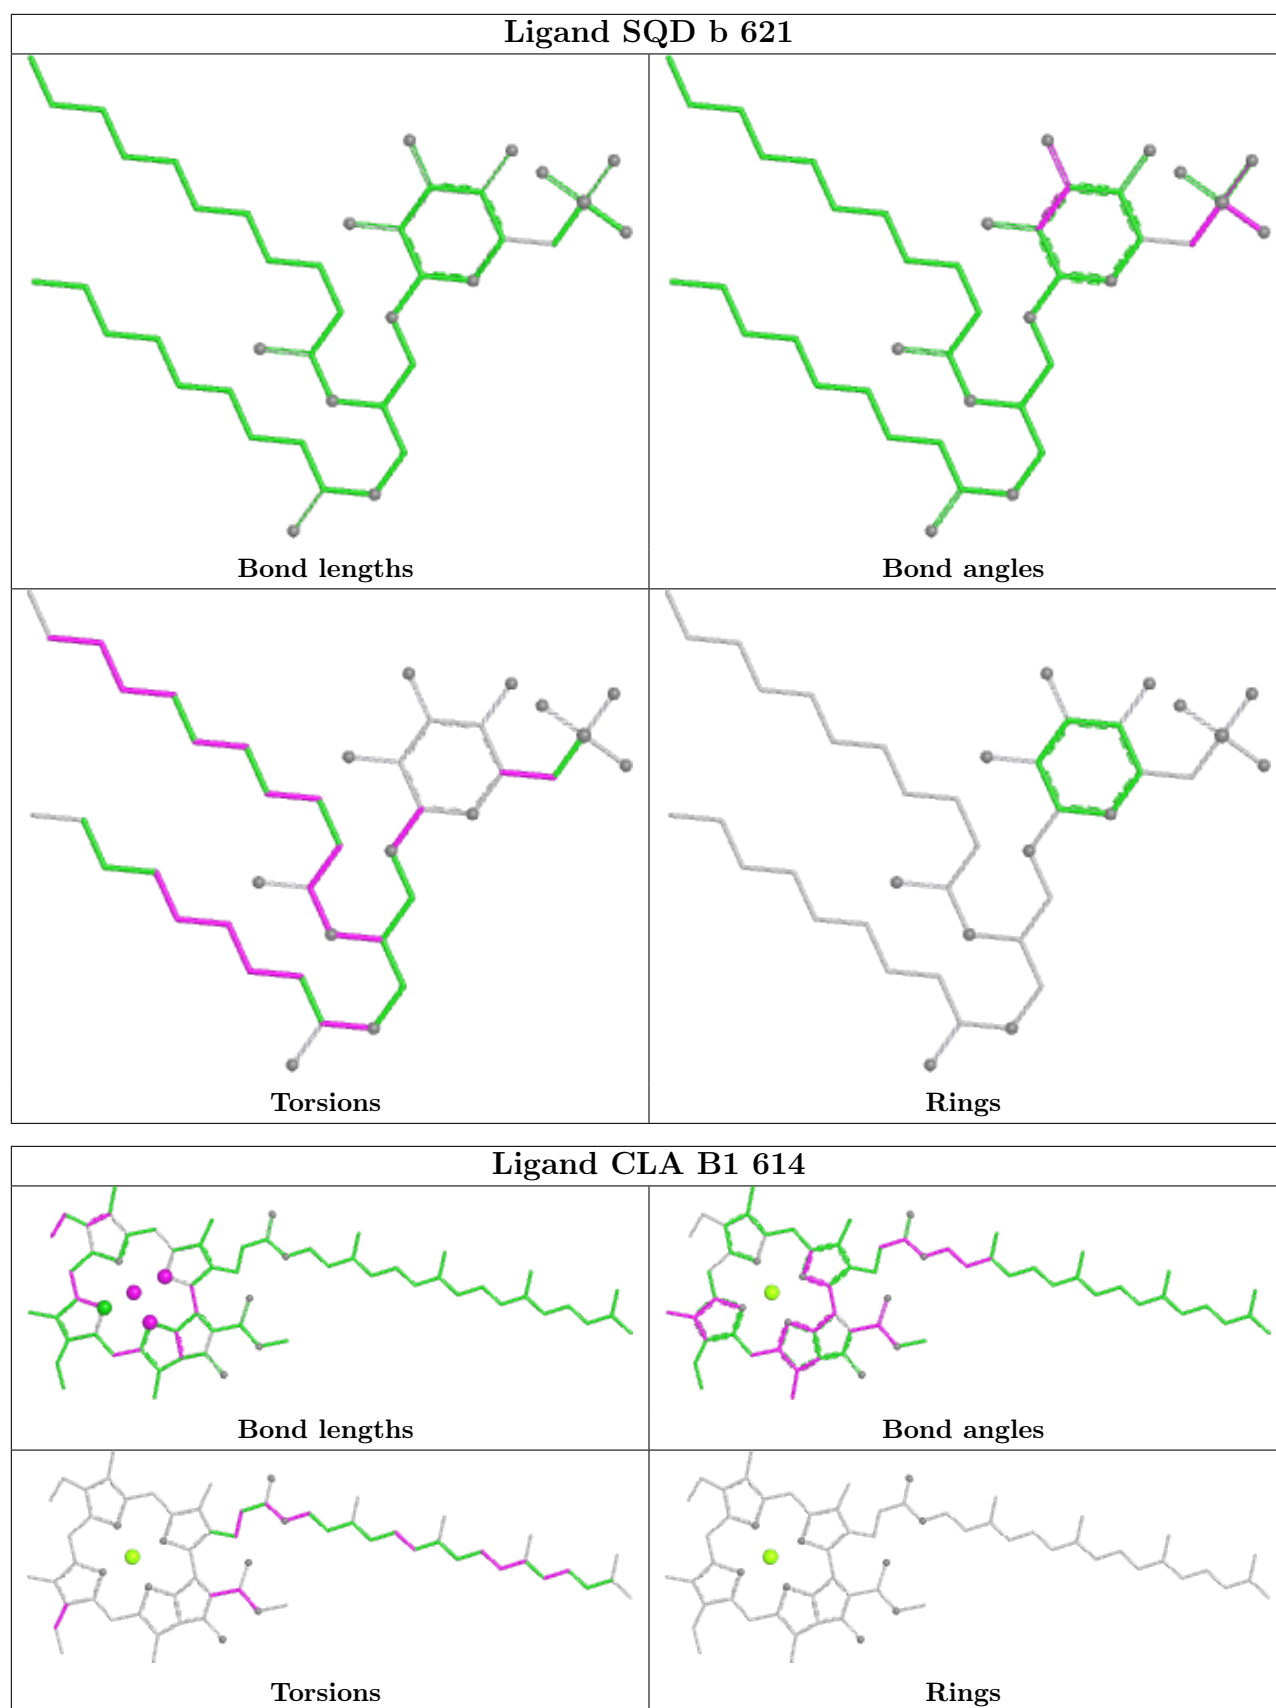 Ligand SQD b 621
Bond lengths
Bond angles
Torsions
Rings
Ligand CLA B1 614
Bond lengths
Bond angles
Torsions
Rings